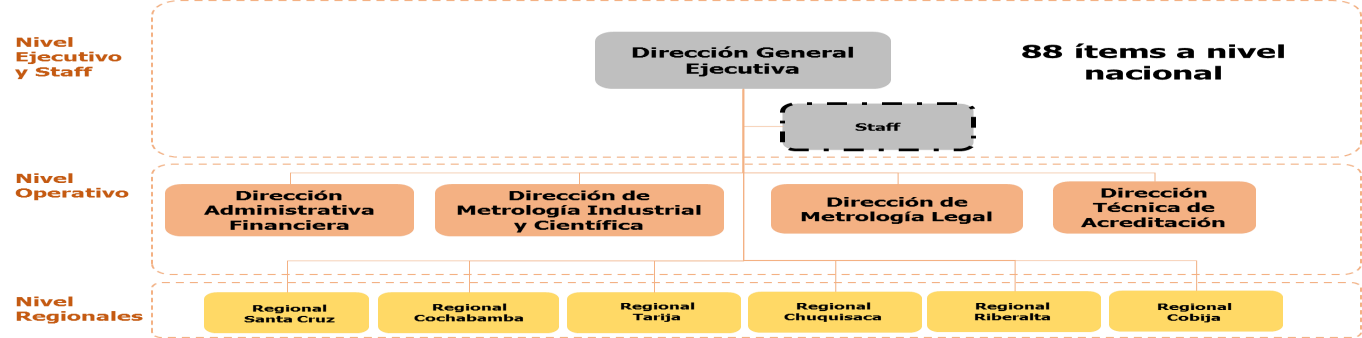 Nivel
Ejecutivo
y Staff
Dirección General
Ejecutiva
88 ítems a nivel
nacional
Staff
Nivel
Operativo
Dirección
Administrativa
Financiera
Dirección de
Metrología Industrial
y Científica
Dirección de
Metrología Legal
Dirección
Técnica de
Acreditación
Nivel
Regionales
Regional
Santa Cruz
Regional
Cochabamba
Regional
Tarija
Regional
Chuquisaca
Regional
Riberalta
Regional
Cobija